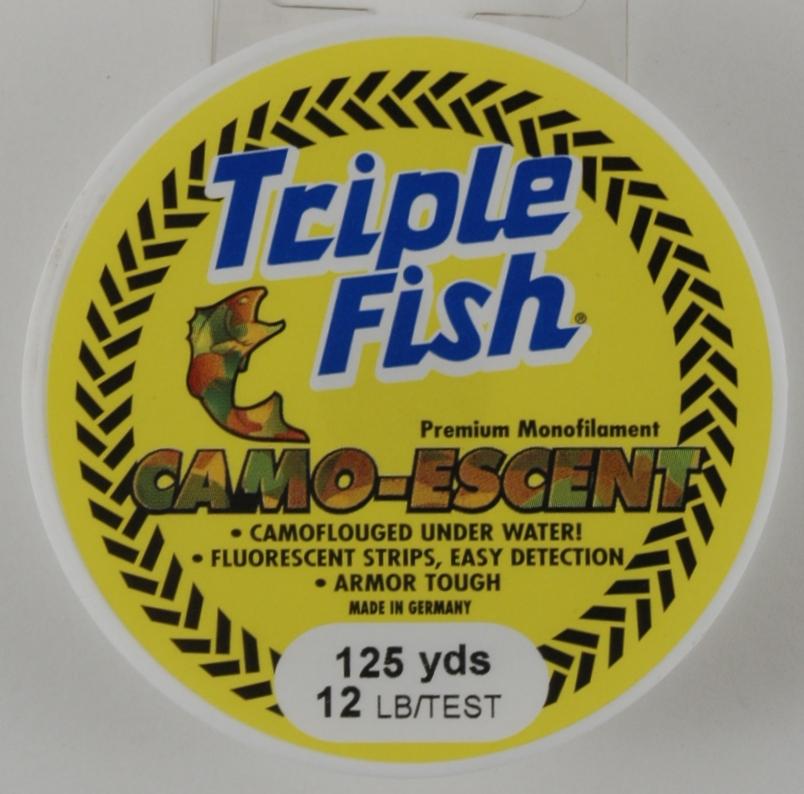 Triple
Fish®
Premium Monofilament
CAMO-ESCENT
• CAMOFLOUGED UNDER WATER!
• FLUORESCENT STRIPS, EASY DETECTION
• ARMOR TOUGH
MADE IN GERMANY
125 yds
12 LB/TEST